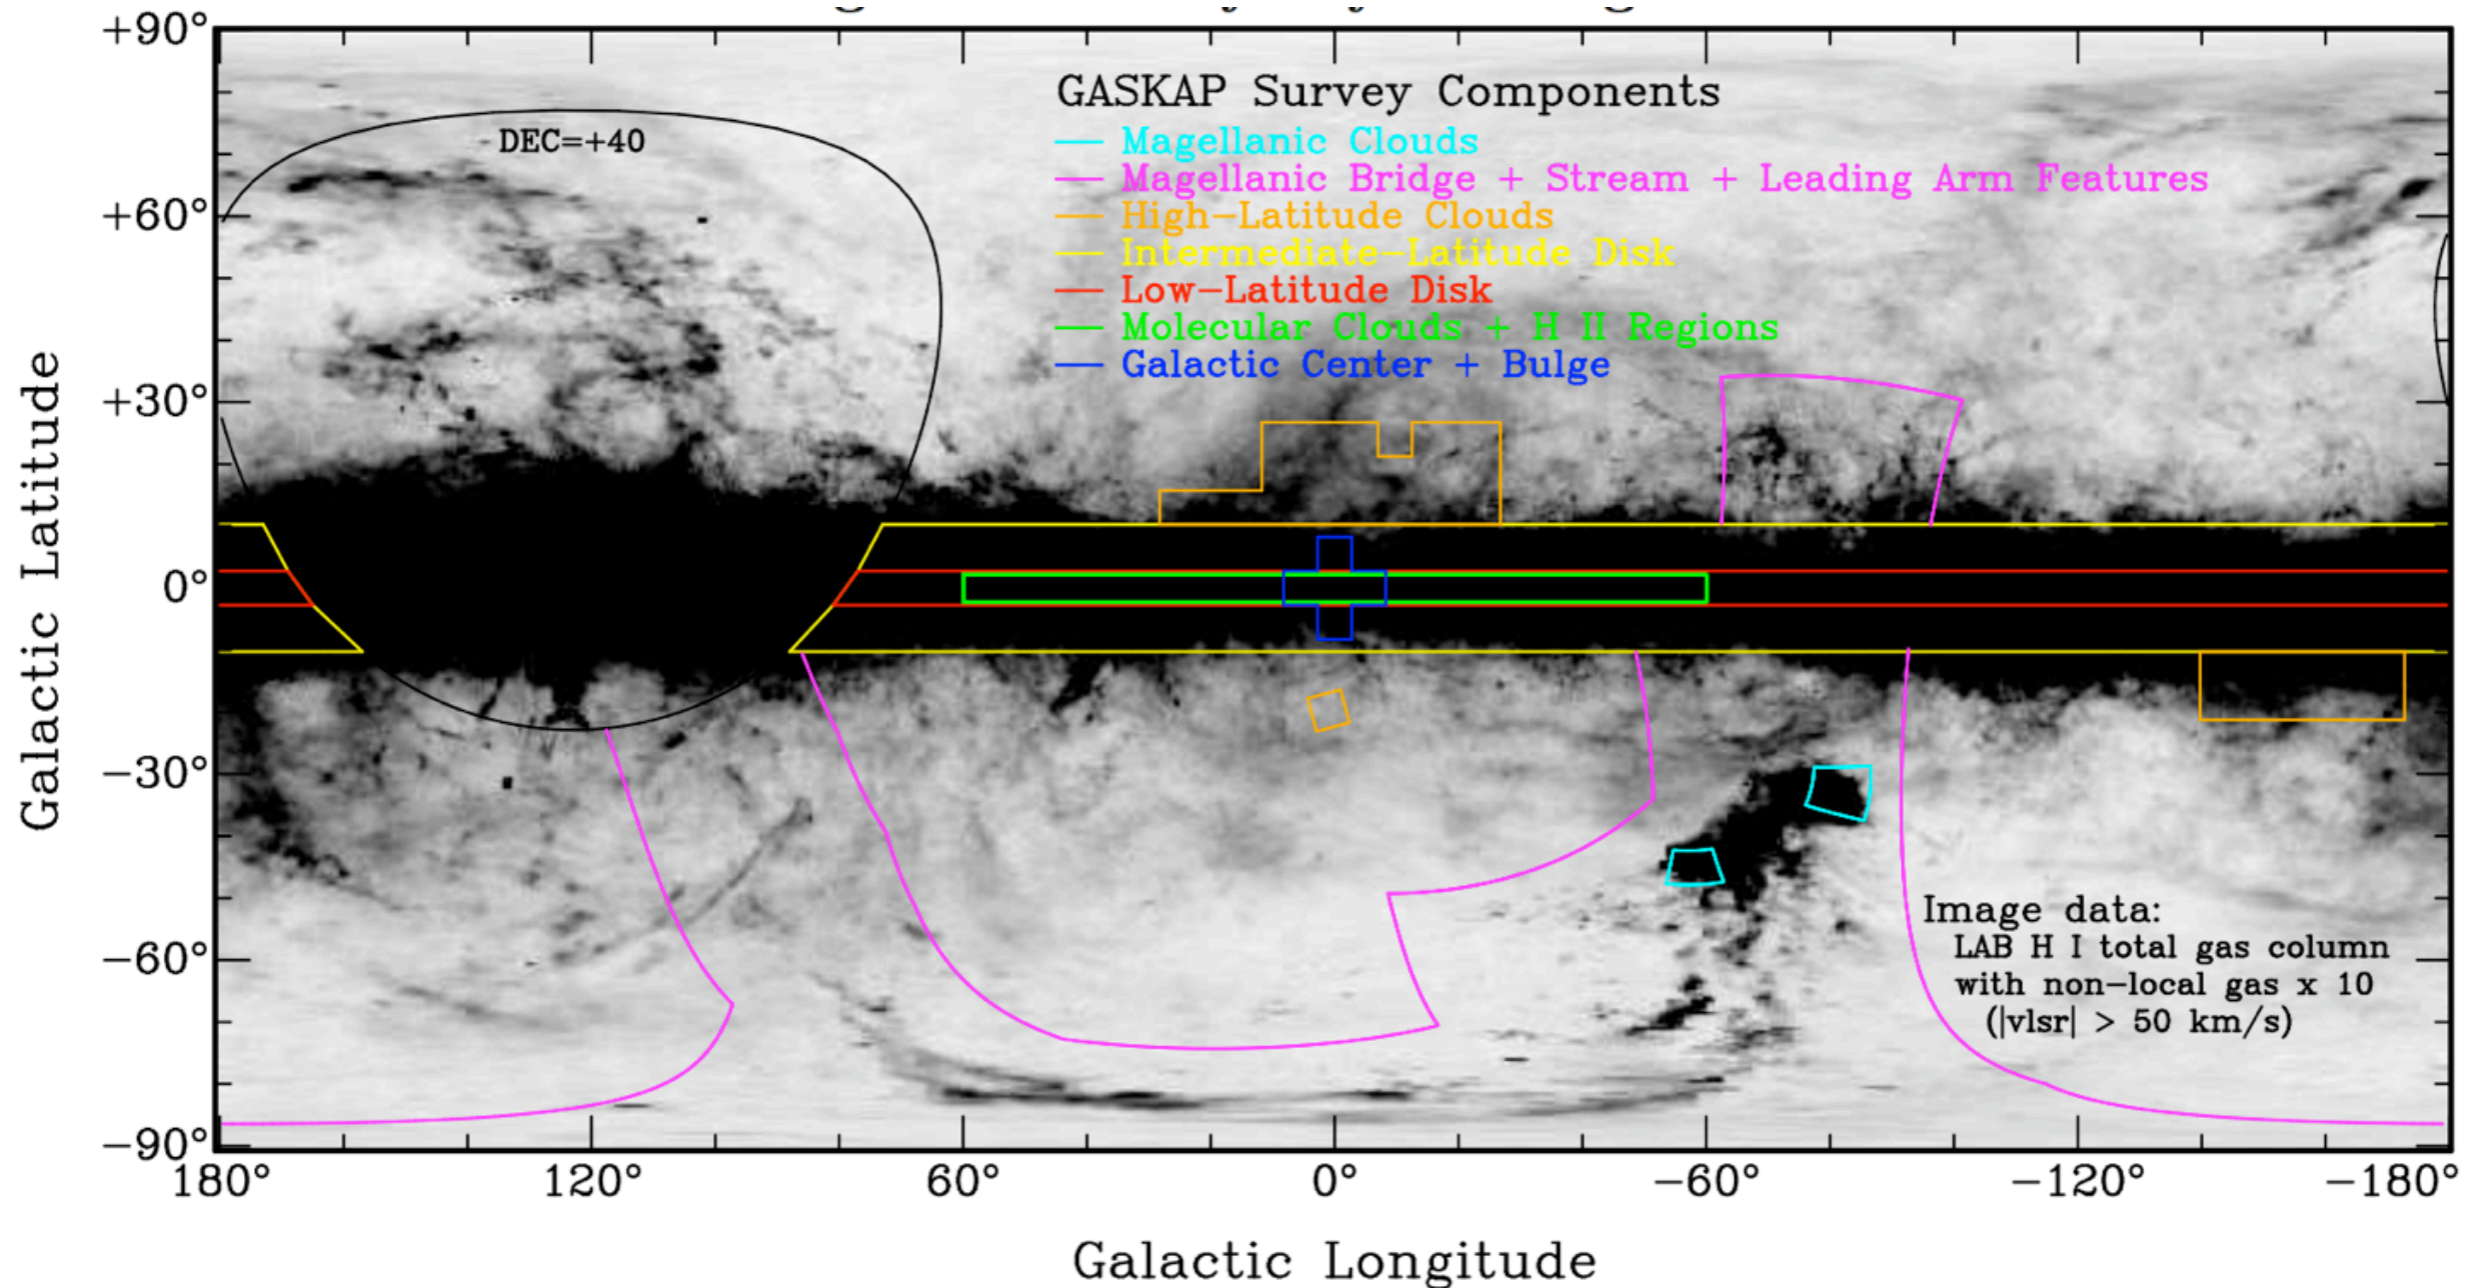 +90°
+60°
+30°
0°
−30°
−60°
−90°
Galactic Latitude
DEC=+40
GASKAP Survey Components
Magellanic Clouds
Magellanic Bridge + Stream + Leading Arm Features
High−Latitude Clouds
Intermediate−Latitude Disk
Low−Latitude Disk
Molecular Clouds + H II Regions
Galactic Center + Bulge
Image data:
LAB H I total gas column
with non−local gas x 10
(|vlsr| > 50 km/s)
180° 120° 60° 0° −60° −120° −180°
Galactic Longitude